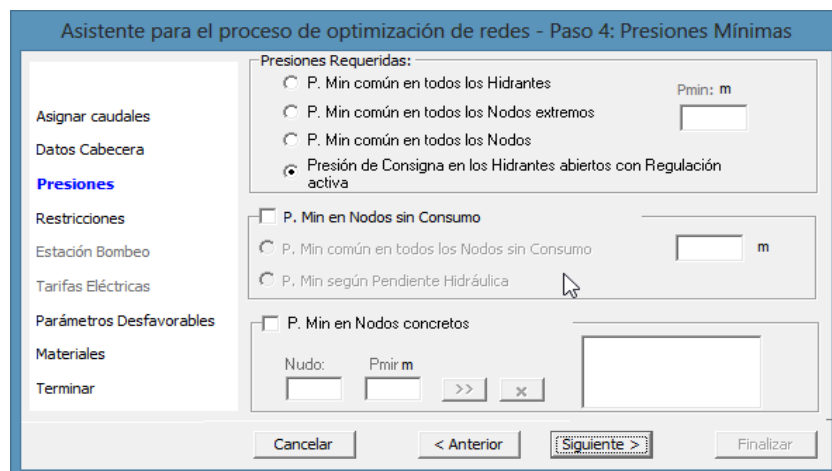 Asistente para el proceso de optimización de redes - Paso 4: Presiones Mínimas
Asignar caudales
Datos Cabecera
Presiones
Restricciones
Estación Bombeo
Tarifas Eléctricas
Parámetros Desfavorables
Materiales
Terminar
Presiones Requeridas:
P. Min común en todos los Hidrantes
P. Min común en todos los Nodos extremos
P. Min común en todos los Nodos
Presión de Consigna en los Hidrantes abiertos con Regulación
activa
Pmin: m
P. Min en Nodos sin Consumo
P. Min común en todos los Nodos sin Consumo
m
P. Min según Pendiente Hidráulica
P. Min en Nodos concretos
Nudo:
Pmir m
>>
x
Cancelar
< Anterior
Siguiente >
Finalizar